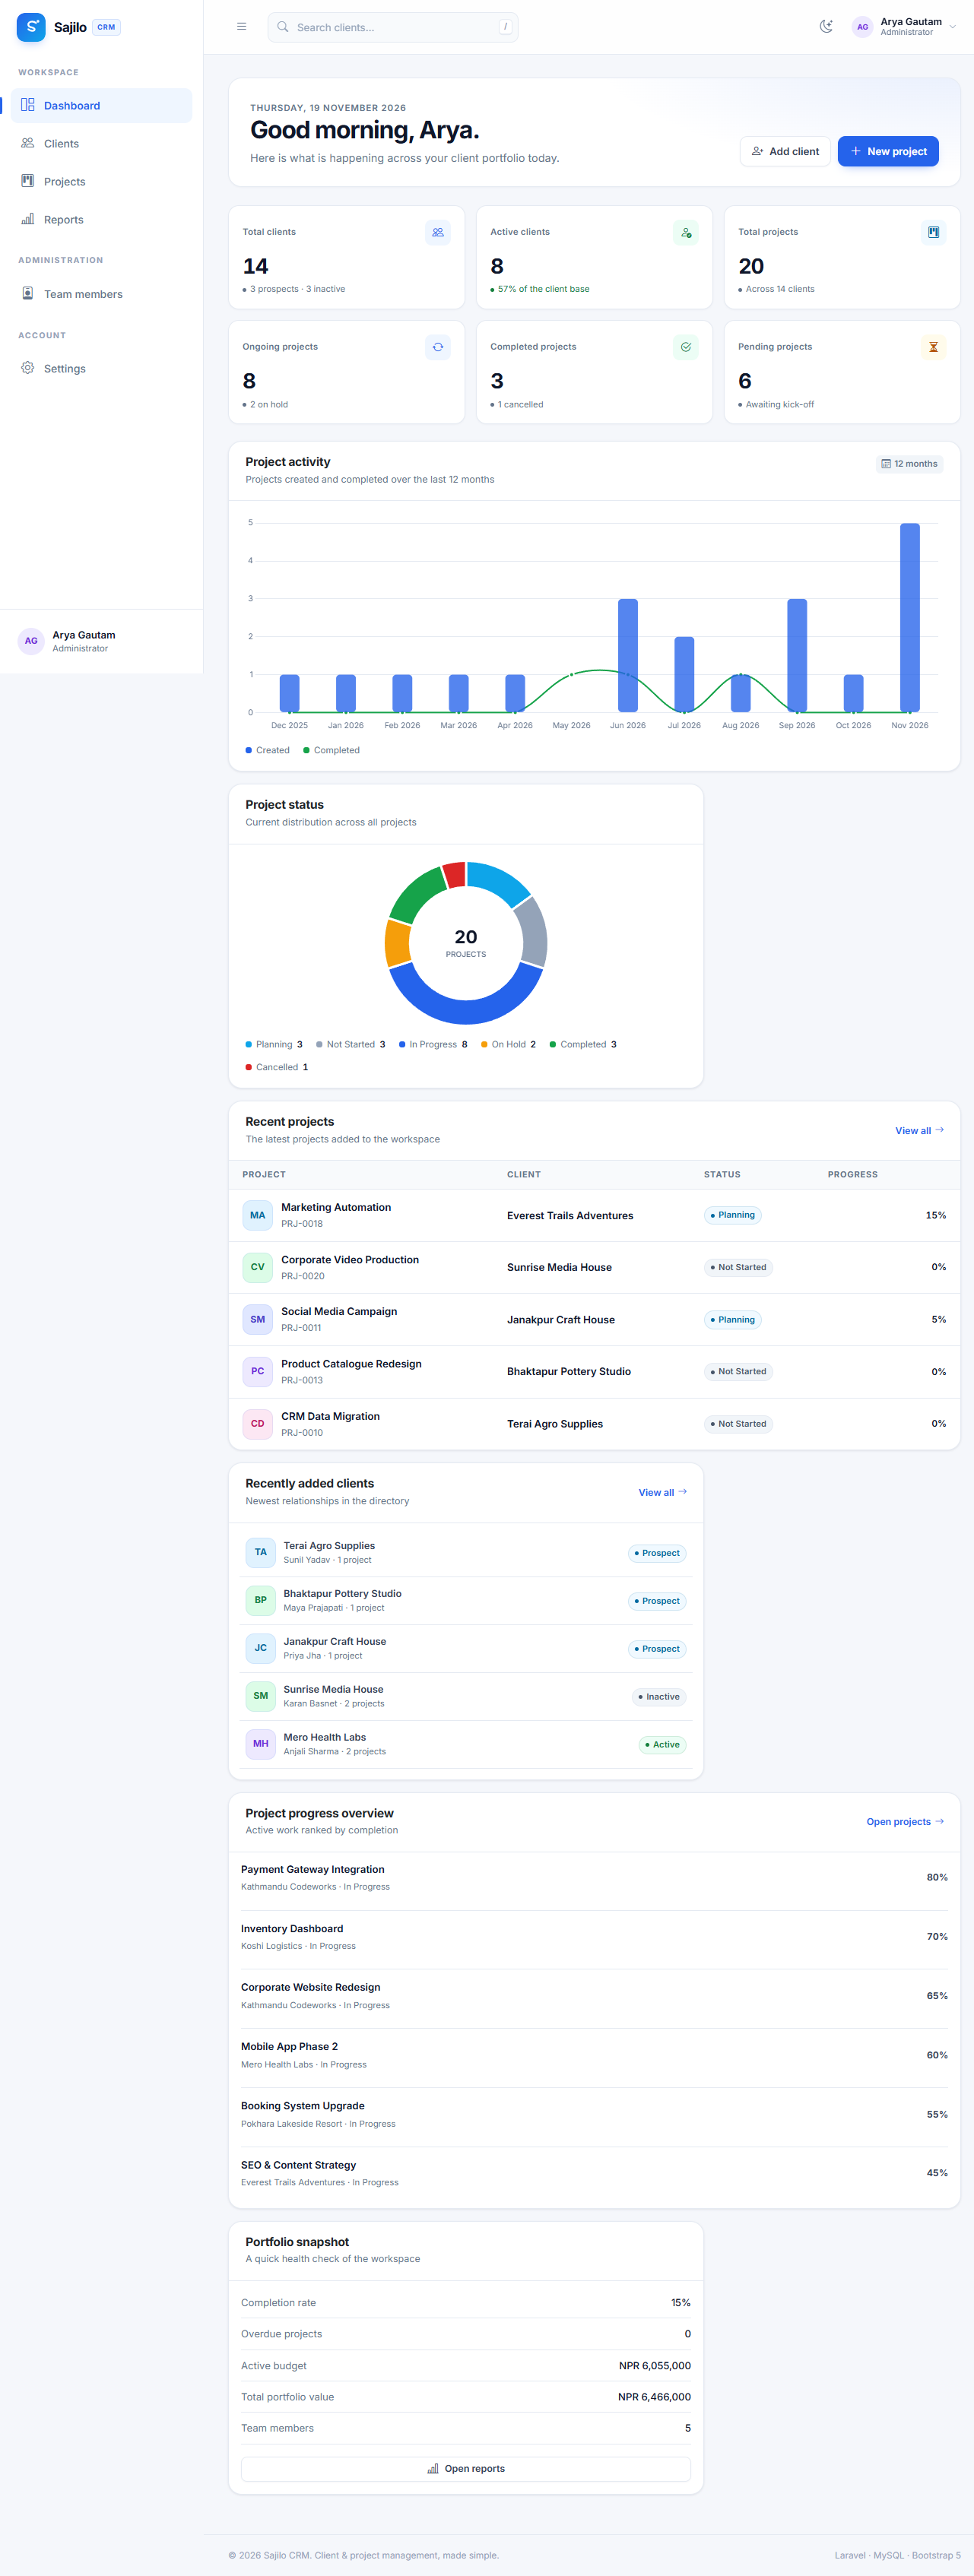 Sajilo CRM
WORKSPACE
Dashboard
Clients
Projects
Reports
ADMINISTRATION
Team members
ACCOUNT
Settings
AG Arya Gautam
Administrator
Search clients... /
AG Arya Gautam
Administrator
THURSDAY, 19 NOVEMBER 2026
Good morning, Arya.
Here is what is happening across your client portfolio today.
Add client
New project
Total clients
14
3 prospects · 3 inactive
Active clients
8
57% of the client base
Total projects
20
Across 14 clients
Ongoing projects
8
2 on hold
Completed projects
3
1 cancelled
Pending projects
6
Awaiting kick-off
Project activity
Projects created and completed over the last 12 months
12 months
5
4
3
2
1
0
Dec 2025 Jan 2026 Feb 2026 Mar 2026 Apr 2026 May 2026 Jun 2026 Jul 2026 Aug 2026 Sep 2026 Oct 2026 Nov 2026
Created Completed
Project status
Current distribution across all projects
20
PROJECTS
Planning 3 Not Started 3 In Progress 8 On Hold 2 Completed 3
Cancelled 1
Recent projects
The latest projects added to the workspace
View all
PROJECT CLIENT STATUS PROGRESS
MA Marketing Automation Everest Trails Adventures Planning 15%
PRJ-0018
CV Corporate Video Production Sunrise Media House Not Started 0%
PRJ-0020
SM Social Media Campaign Janakpur Craft House Planning 5%
PRJ-0011
PC Product Catalogue Redesign Bhaktapur Pottery Studio Not Started 0%
PRJ-0013
CD CRM Data Migration Terai Agro Supplies Not Started 0%
PRJ-0010
Recently added clients
Newest relationships in the directory
View all
TA Terai Agro Supplies Prospect
Sunil Yadav · 1 project
BP Bhaktapur Pottery Studio Prospect
Maya Prajapati · 1 project
JC Janakpur Craft House Prospect
Priya Jha · 1 project
SM Sunrise Media House Inactive
Karan Basnet · 2 projects
MH Mero Health Labs Active
Anjali Sharma · 2 projects
Project progress overview
Active work ranked by completion
Open projects
Payment Gateway Integration 80%
Kathmandu Codeworks · In Progress
Inventory Dashboard 70%
Koshi Logistics · In Progress
Corporate Website Redesign 65%
Kathmandu Codeworks · In Progress
Mobile App Phase 2 60%
Mero Health Labs · In Progress
Booking System Upgrade 55%
Pokhara Lakeside Resort · In Progress
SEO & Content Strategy 45%
Everest Trails Adventures · In Progress
Portfolio snapshot
A quick health check of the workspace
Completion rate 15%
Overdue projects 0
Active budget NPR 6,055,000
Total portfolio value NPR 6,466,000
Team members 5
Open reports
© 2026 Sajilo CRM. Client & project management, made simple.
Laravel · MySQL · Bootstrap 5